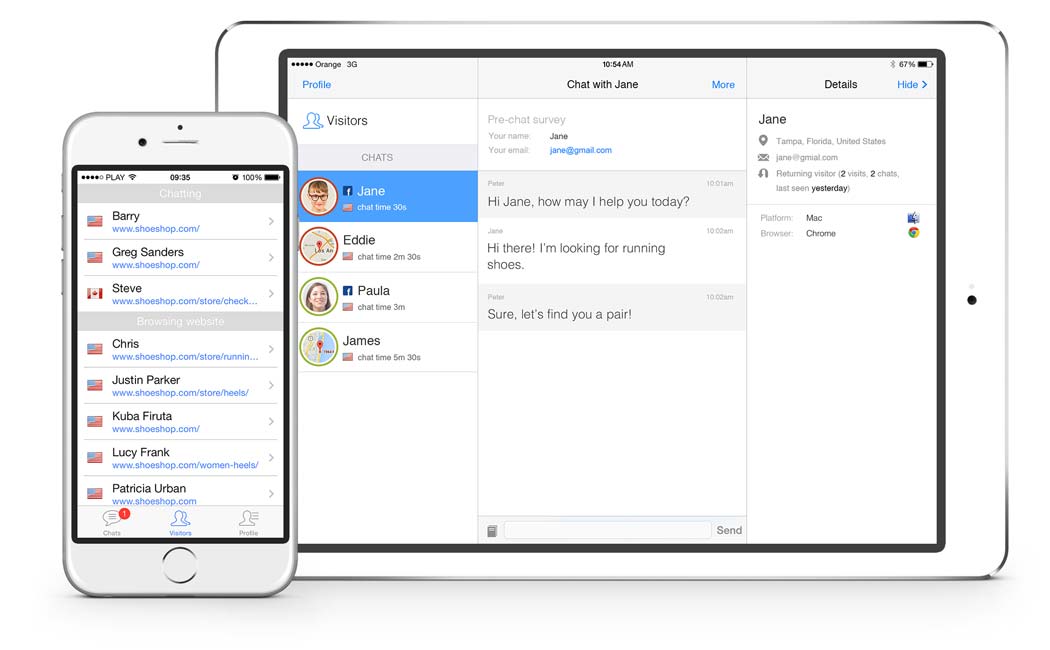 ●●●●○ PLAY
09:35
100%
Chatting
Barry
www.shoeshop.com/
Greg Sanders
www.shoeshop.com/
Steve
www.shoeshop.com/store/check...
Browsing website
Chris
www.shoeshop.com/store/runnin...
Justin Parker
www.shoeshop.com/store/heels/
Kuba Firuta
www.shoeshop.com/
Lucy Frank
www.shoeshop.com/women-heels/
Patricia Urban
www.shoeshop.com
1
Chats
Visitors
Profile
●●●●● Orange 3G
10:54 AM
67%
Profile
Visitors
CHATS
Jane
chat time 30s
Eddie
Los An
chat time 2m 30s
Paula
chat time 3m
James
chat time 5m 30s
Chat with Jane
More
Pre-chat survey
Your name: Jane
Your email: jane@gmail.com
Peter 10:01am
Hi Jane, how may I help you today?
Jane 10:02am
Hi there! I'm looking for running
shoes.
Peter 10:02am
Sure, let's find you a pair!
Send
Details
Hide
Jane
Tampa, Florida, United States
jane@gmial.com
Returning visitor (2 visits, 2 chats,
last seen yesterday)
Platform: Mac
Browser: Chrome